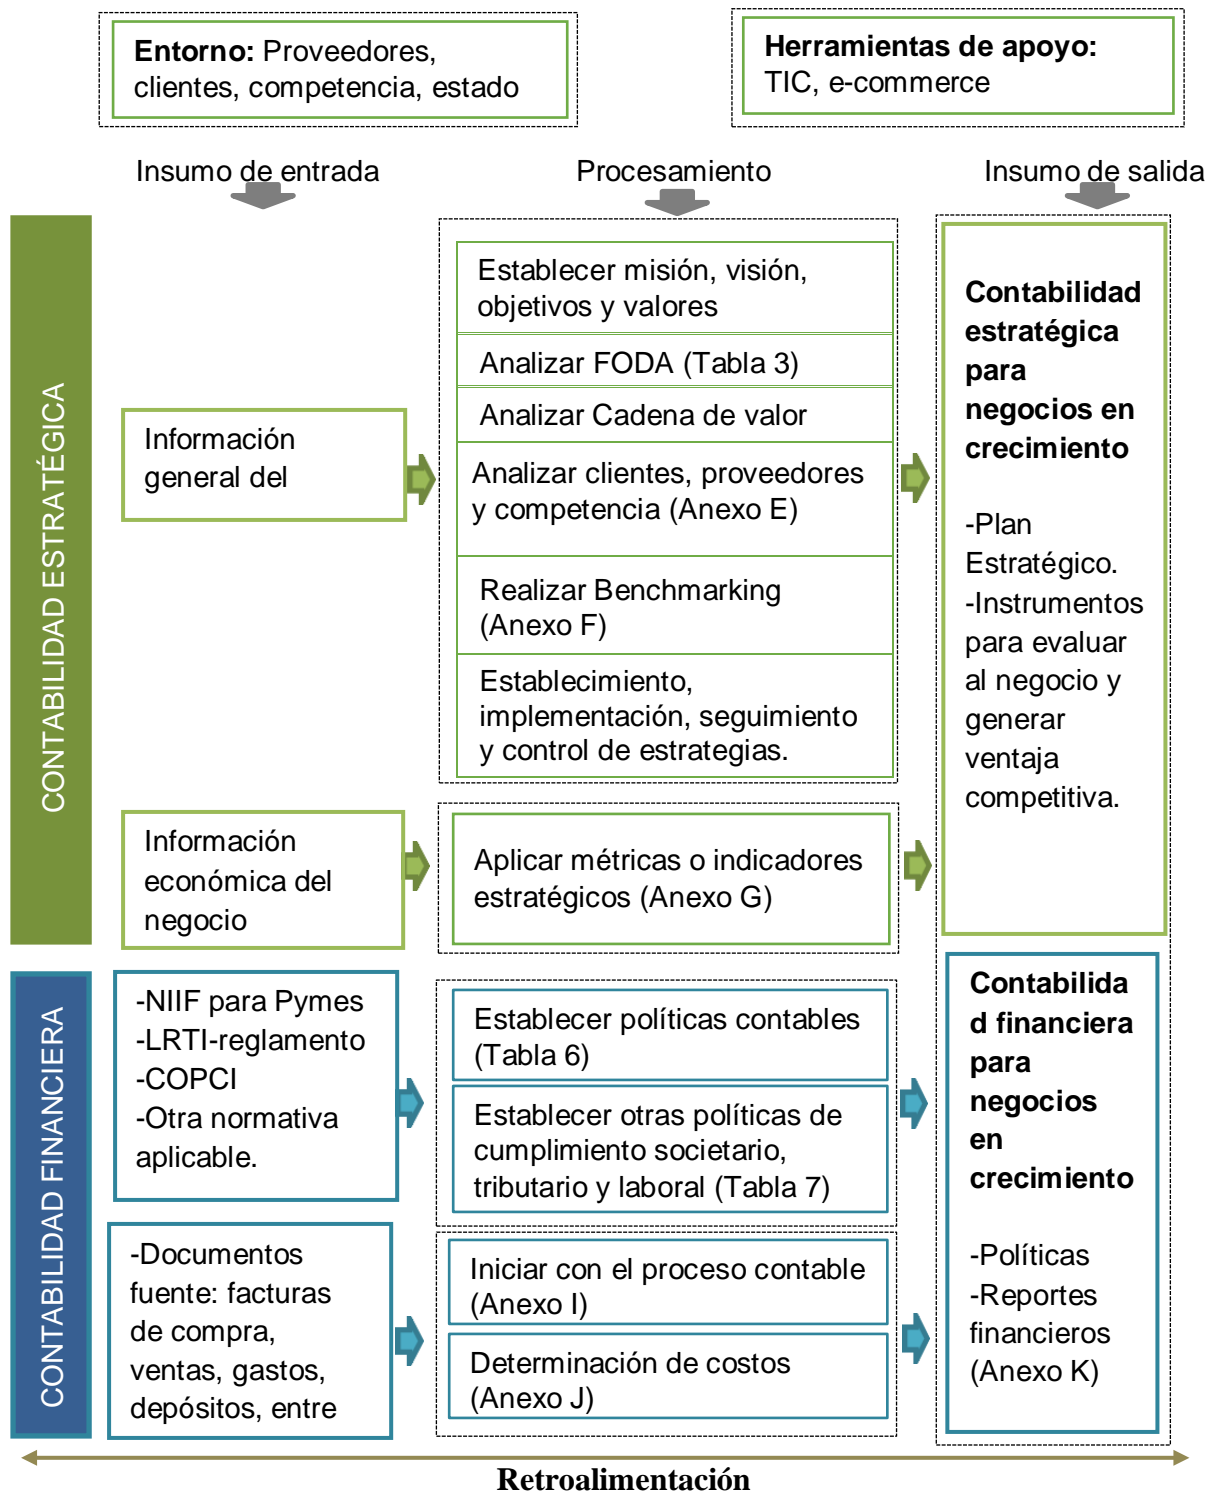 Entorno: Proveedores,
clientes, competencia, estado
Herramientas de apoyo:
TIC, e-commerce
Insumo de entrada
Procesamiento
Insumo de salida
CONTABILIDAD ESTRATÉGICA
Información
general del
Establecer misión, visión,
objetivos y valores
Analizar FODA (Tabla 3)
Analizar Cadena de valor
Analizar clientes, proveedores
y competencia (Anexo E)
Realizar Benchmarking
(Anexo F)
Establecimiento,
implementación, seguimiento
y control de estrategias.
Contabilidad
estratégica
para
negocios en
crecimiento
-Plan
Estratégico.
-Instrumentos
para evaluar
al negocio y
generar
ventaja
competitiva.
Información
económica del
negocio
Aplicar métricas o indicadores
estratégicos (Anexo G)
CONTABILIDAD FINANCIERA
-NIIF para Pymes
-LRTI-reglamento
-COPCI
-Otra normativa
aplicable.
Establecer políticas contables
(Tabla 6)
Establecer otras políticas de
cumplimiento societario,
tributario y laboral (Tabla 7)
Contabilida
d financiera
para
negocios
en
crecimiento
-Políticas
-Reportes
financieros
(Anexo K)
-Documentos
fuente: facturas
de compra,
ventas, gastos,
depósitos, entre
Iniciar con el proceso contable
(Anexo I)
Determinación de costos
(Anexo J)
Retroalimentación